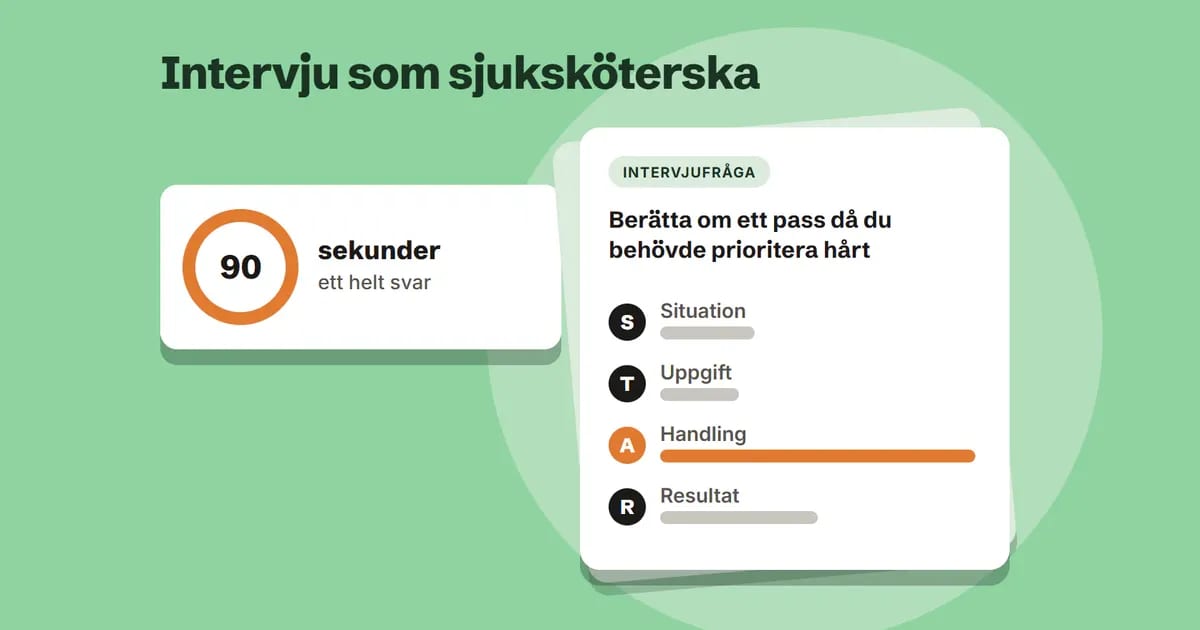 Intervju som sjuksköterska
90
sekunder
ett helt svar
INTERVJUFRÅGA
Berätta om ett pass då du
behövde prioritera hårt
S
Situation
T
Uppgift
A
Handling
R
Resultat